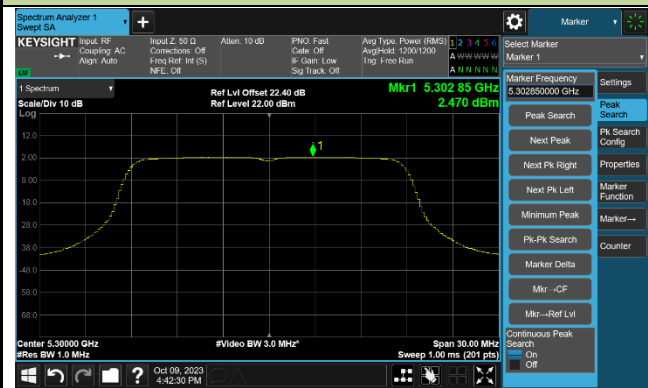 Spectrum Analyzer 1
Swept SA
Marker
KEYSIGHT
Input: RF
Coupling: AC
Align: Auto
Input Z: 50 Ω
Corrections: Off
Freq Ref: Int (S)
NFE: Off
Atten: 10 dB
PNO: Fast
Gate: Off
IF Gain: Low
Sig Track: Off
Avg Type: Power (RMS)
Avg|Hold: 1200/1200
Trig: Free Run
1 2 3 4 5 6
A W W W W W
A N N N N N
Select Marker
Marker 1
1 Spectrum
Scale/Div 10 dB
Log
Ref Lvl Offset 22.40 dB
Ref Level 22.00 dBm
Mkr1 5.302 85 GHz
2.470 dBm
12.0
2.00
-8.00
-18.0
-28.0
-38.0
-48.0
-58.0
-68.0
1
Center 5.30000 GHz
#Res BW 1.0 MHz
#Video BW 3.0 MHz*
Span 30.00 MHz
Sweep 1.00 ms (201 pts)
Marker Frequency
5.302850000 GHz
Peak Search
Next Peak
Next Pk Right
Next Pk Left
Minimum Peak
Pk-Pk Search
Marker Delta
Mkr→CF
Mkr→Ref Lvl
Continuous Peak
Search
On
Off
Settings
Peak
Search
Pk Search
Config
Properties
Marker
Function
Marker→
Counter
Oct 09, 2023
4:42:30 PM